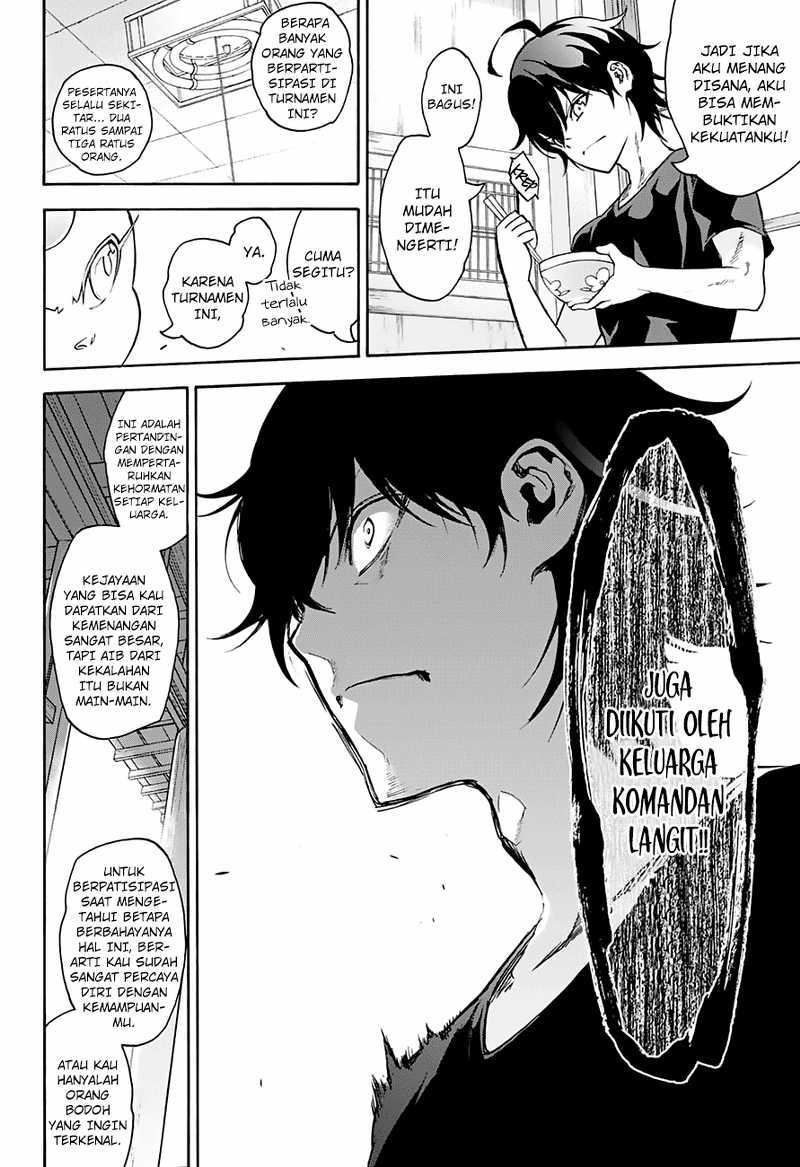 JADI JIKA
AKU MENANG
DISANA, AKU
BISA MEM-
BUKTIKAN
KEKUATANKU!
INI
BAGUS!
ITU
MUDAH
DIME-
NGERTI!
BERAPA
BANYAK
ORANG YANG
BERPARTI-
SIPASI DI
TURNAMEN
INI?
PESERTANYA
SELALU SEKI-
TAR... DUA
RATUS SAMPAI
TIGA RATUS
ORANG.
CUMA
SEGITU?
Tidak
terlalu
banyak.
YA.
KARENA
TURNAMEN
INI,
JUGA
DIIKUTI OLEH
KELUARGA
KOMANDAN
LANGIT!!
INI ADALAH
PERTANDIN-
GAN DENGAN
MEMPERTA-
RUHKAN
KEHORMATAN
SETIAP KEL-
UARGA.
KEJAYAAN
YANG BISA KAU
DAPATKAN DARI
KEMENANGAN
SANGAT BESAR,
TAPI AIB DARI
KEKALAHAN
ITU BUKAN
MAIN-MAIN.
UNTUK
BERPATISIPASI
SAAT MENGE-
TAHUI BETAPA
BERBAHAYANYA
HAL INI, BER-
ARTI KAU SUDAH
SANGAT PERCAYA
DIRI DENGAN
KEMAMPUAN-
MU.
ATAU KAU
HANYALAH
ORANG
BODOH
YANG INGIN
TERKENAL.